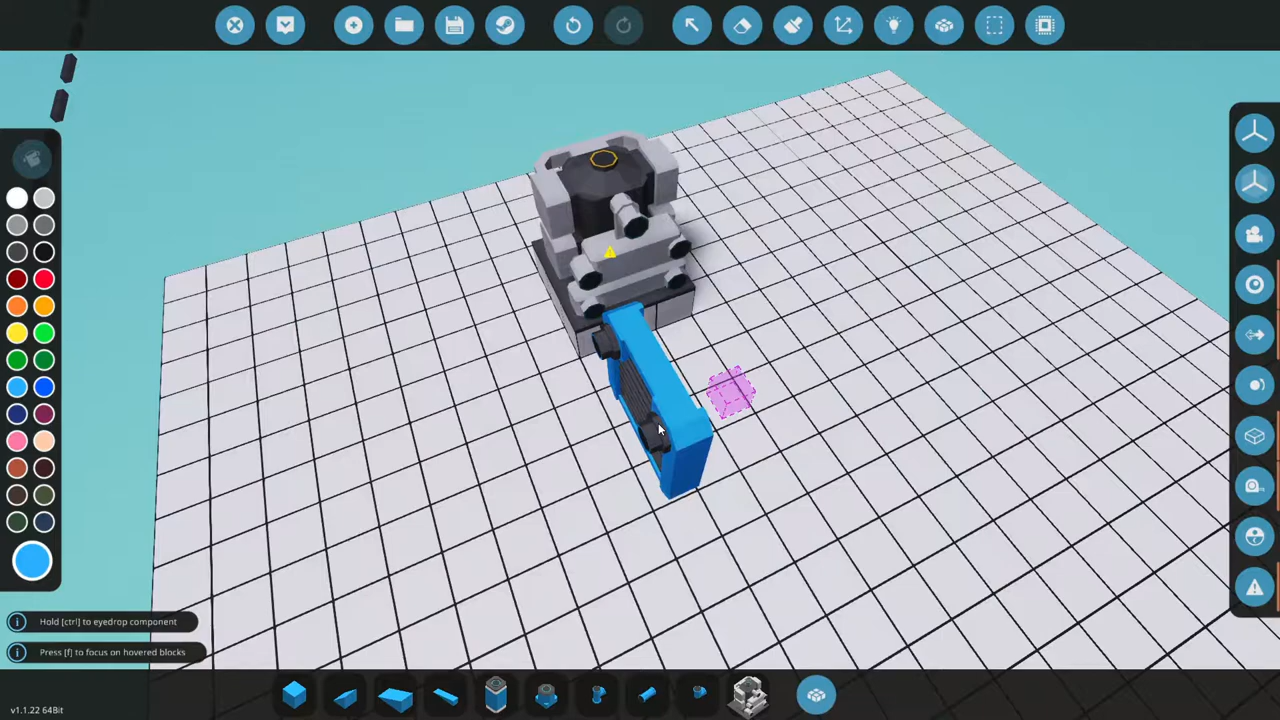 Hold [ctrl] to eyedrop component
Press [f] to focus on hovered blocks
v1.1.22 64Bit